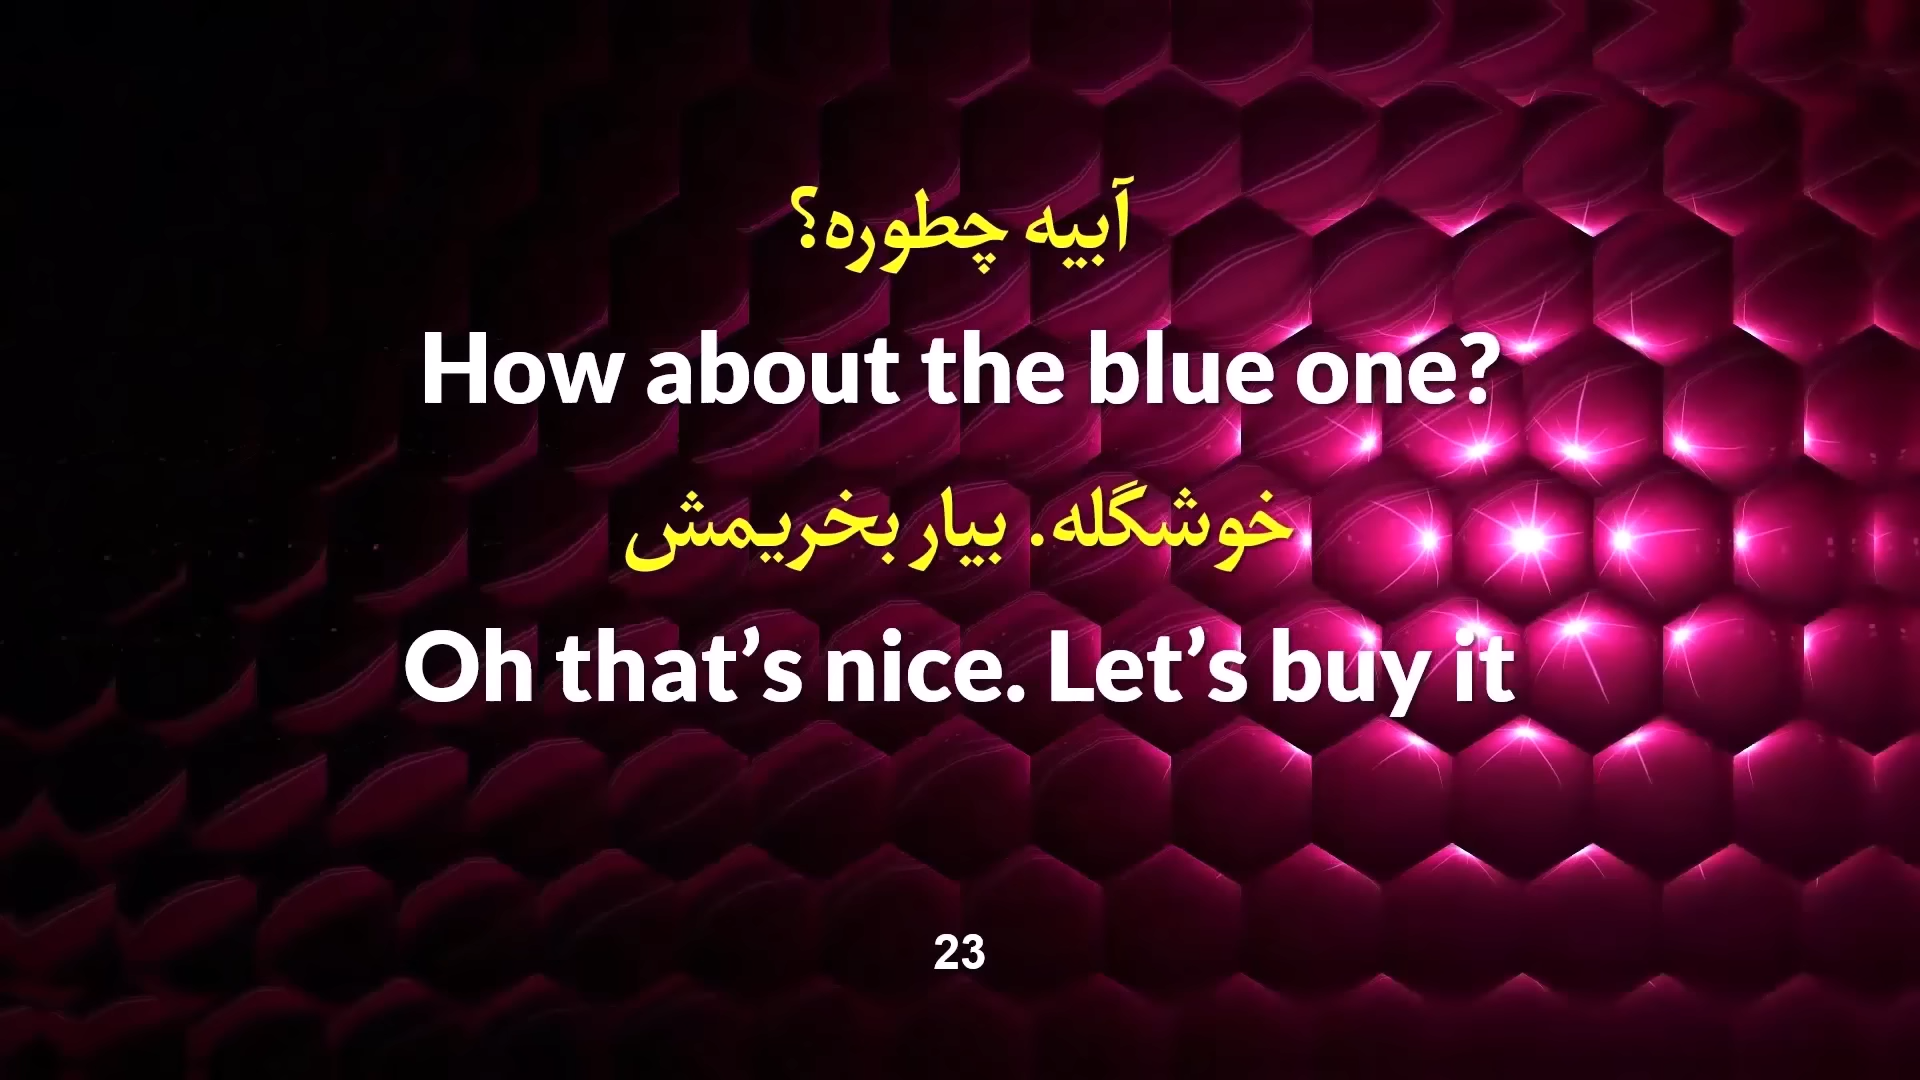 آبیه چطوره؟
How about the blue one?
خوشگله. بیار بخریمش
Oh that’s nice. Let’s buy it
23